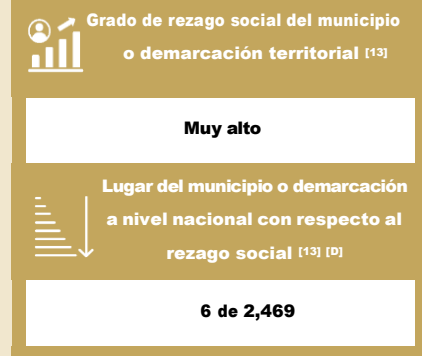 Grado de rezago social del municipio
o demarcación territorial [13]
Muy alto
Lugar del municipio o demarcación
a nivel nacional con respecto al
rezago social [13] [D]
6 de 2,469